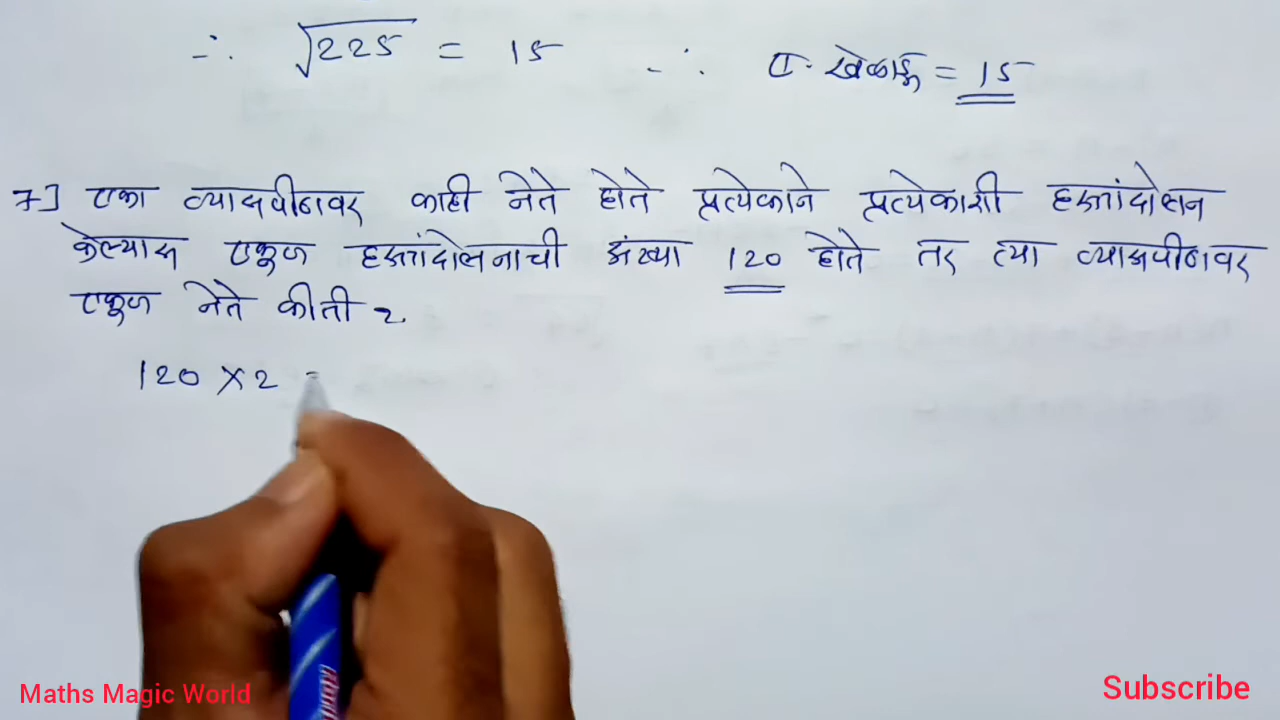 ∴ √225 = 15 ∴ ए. खेळाडू = 15
7] एका व्यासपीठावर काही नेते होते प्रत्येकाने प्रत्येकाशी हस्तांदोलन
केल्यास एकूण हस्तांदोलनाची संख्या 120 होते तर त्या व्यासपीठावर
एकूण नेते कीती ?
120 × 2 =
Maths Magic World
Subscribe